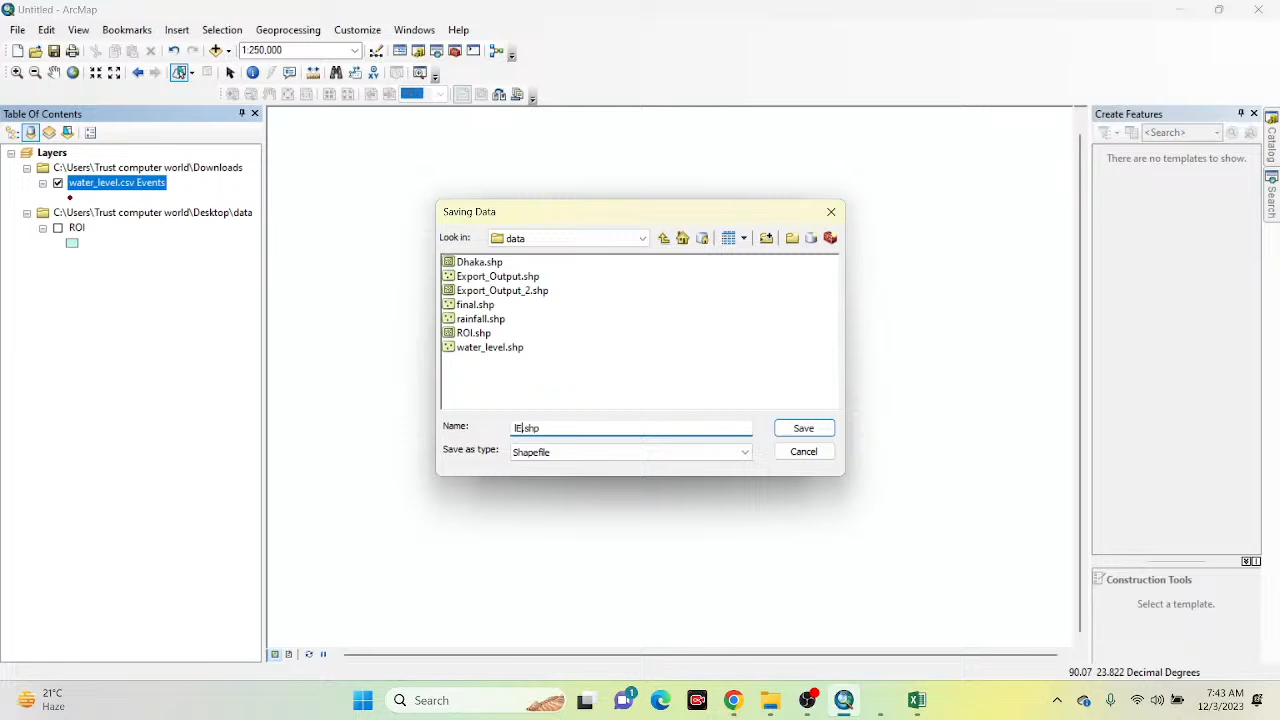 Untitled - ArcMap
File Edit View Bookmarks Insert Selection Geoprocessing Customize Windows Help
1:250,000
Table Of Contents
Layers
C:\Users\Trust computer world\Downloads
water_level.csv Events
C:\Users\Trust computer world\Desktop\data
ROI
Saving Data
Look in: data
Dhaka.shp
Export_Output.shp
Export_Output_2.shp
final.shp
rainfall.shp
ROI.shp
water_level.shp
Name: lE.shp
Save
Save as type: Shapefile
Cancel
Create Features
<Search>
There are no templates to show.
Construction Tools
Select a template.
Catalog
Search
90.07 23.822 Decimal Degrees
21°C
Haze
Search
1
7:43 AM
12/3/2023